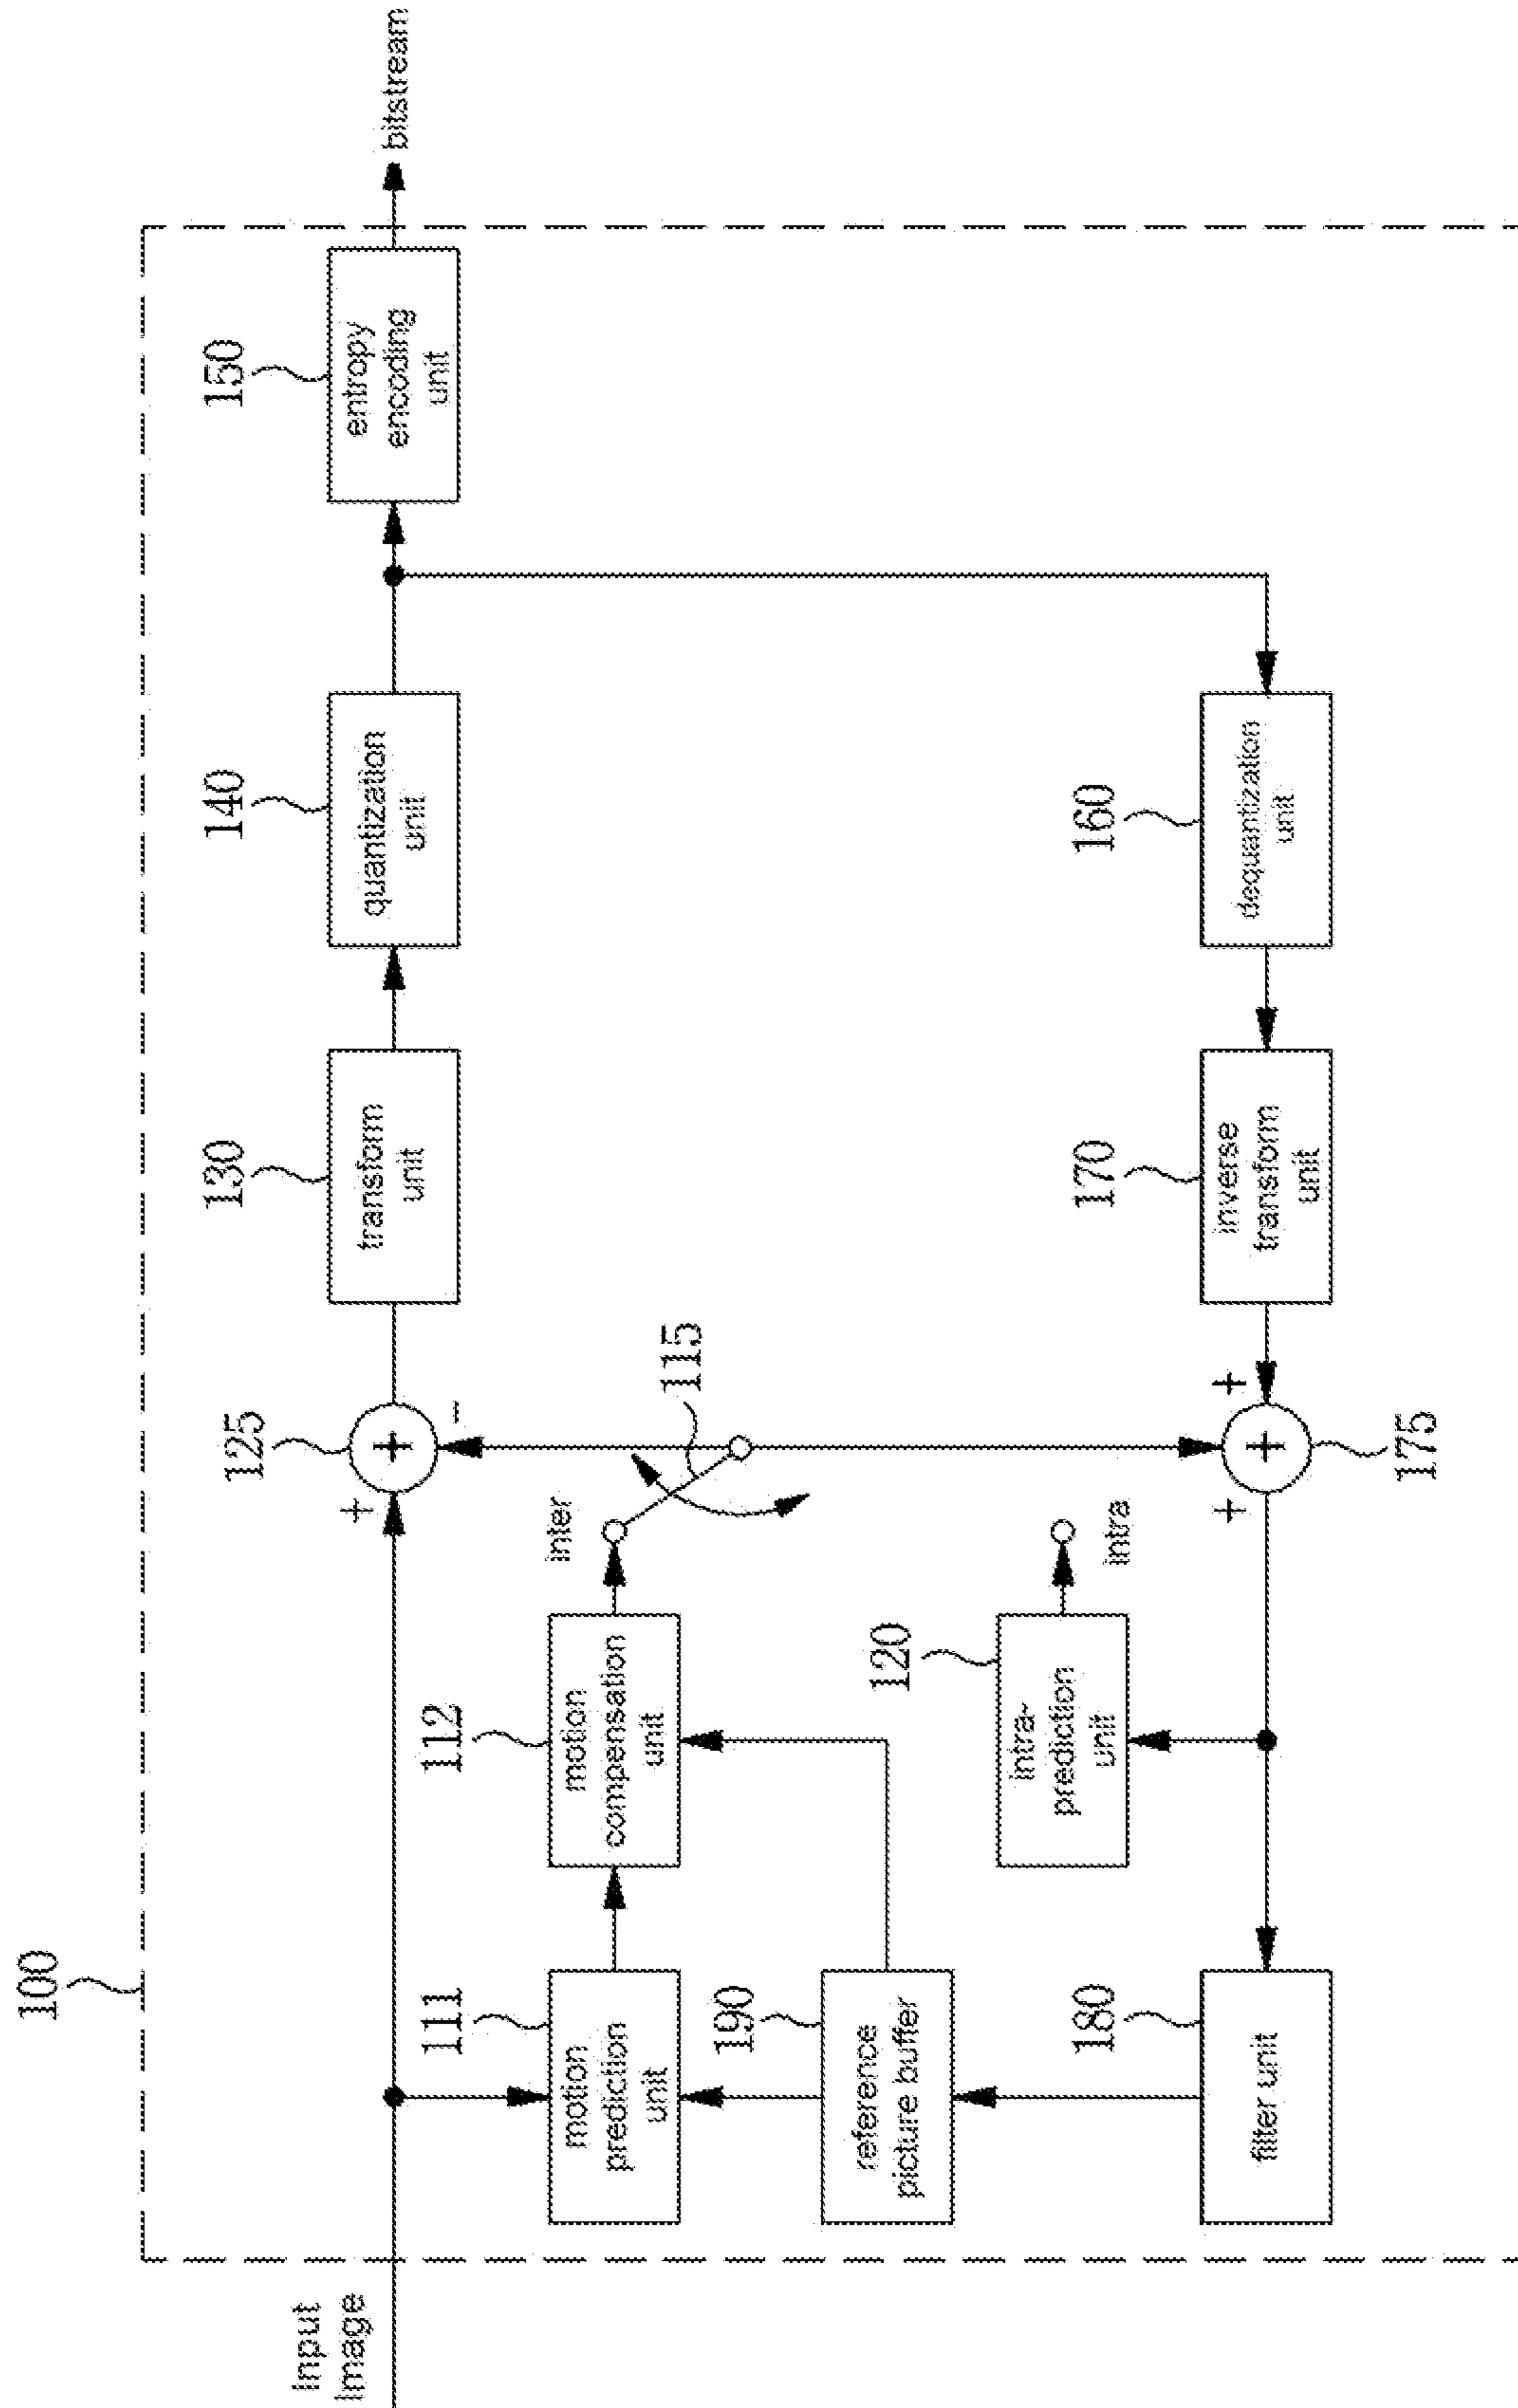 100
Input
Image
125
+
+
−
130
transform
unit
140
quantization
unit
150
entropy
encoding
unit
bitstream
111
motion
prediction
unit
112
motion
compensation
unit
inter
115
190
reference
picture buffer
120
intra-
prediction
unit
intra
180
filter unit
+
+
+
175
170
inverse
transform
unit
160
dequantization
unit